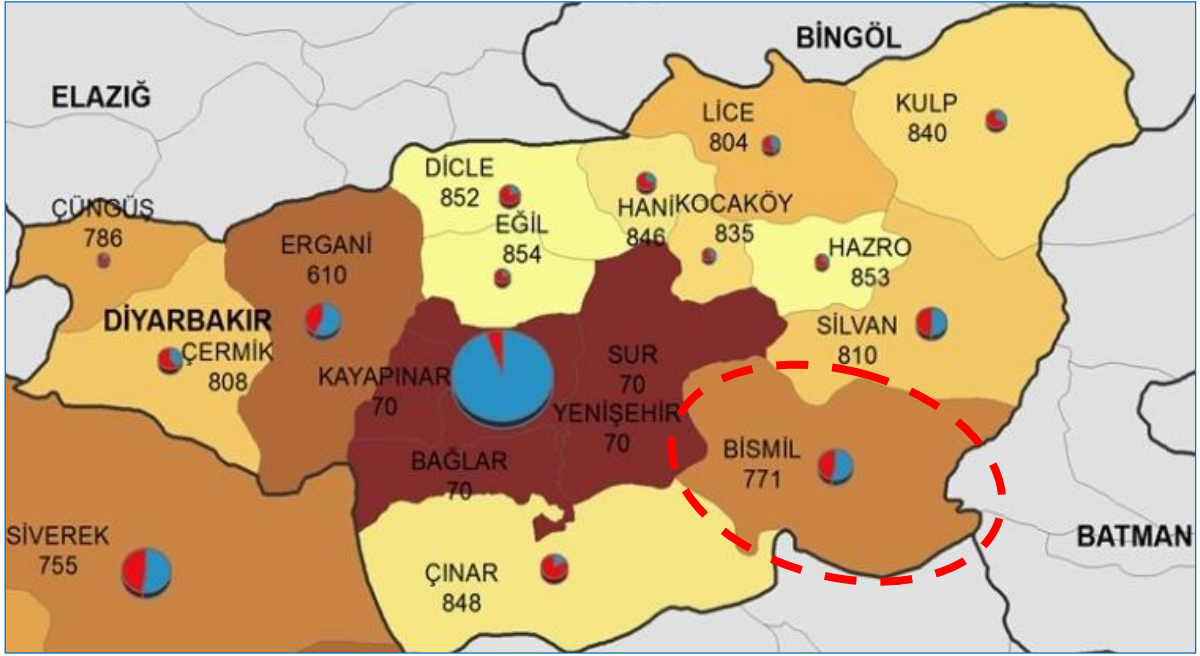 BİNGÖL
ELAZIĞ
LİCE
804
KULP
840
DİCLE
852
HANİ
846
KOCAKÖY
835
ÇÜNGÜŞ
786
ERGANİ
610
EĞİL
854
HAZRO
853
DİYARBAKIR
ÇERMİK
808
SİLVAN
810
KAYAPINAR
70
SUR
70
YENİŞEHİR
70
BAĞLAR
70
BİSMİL
771
SİVEREK
755
ÇINAR
848
BATMAN